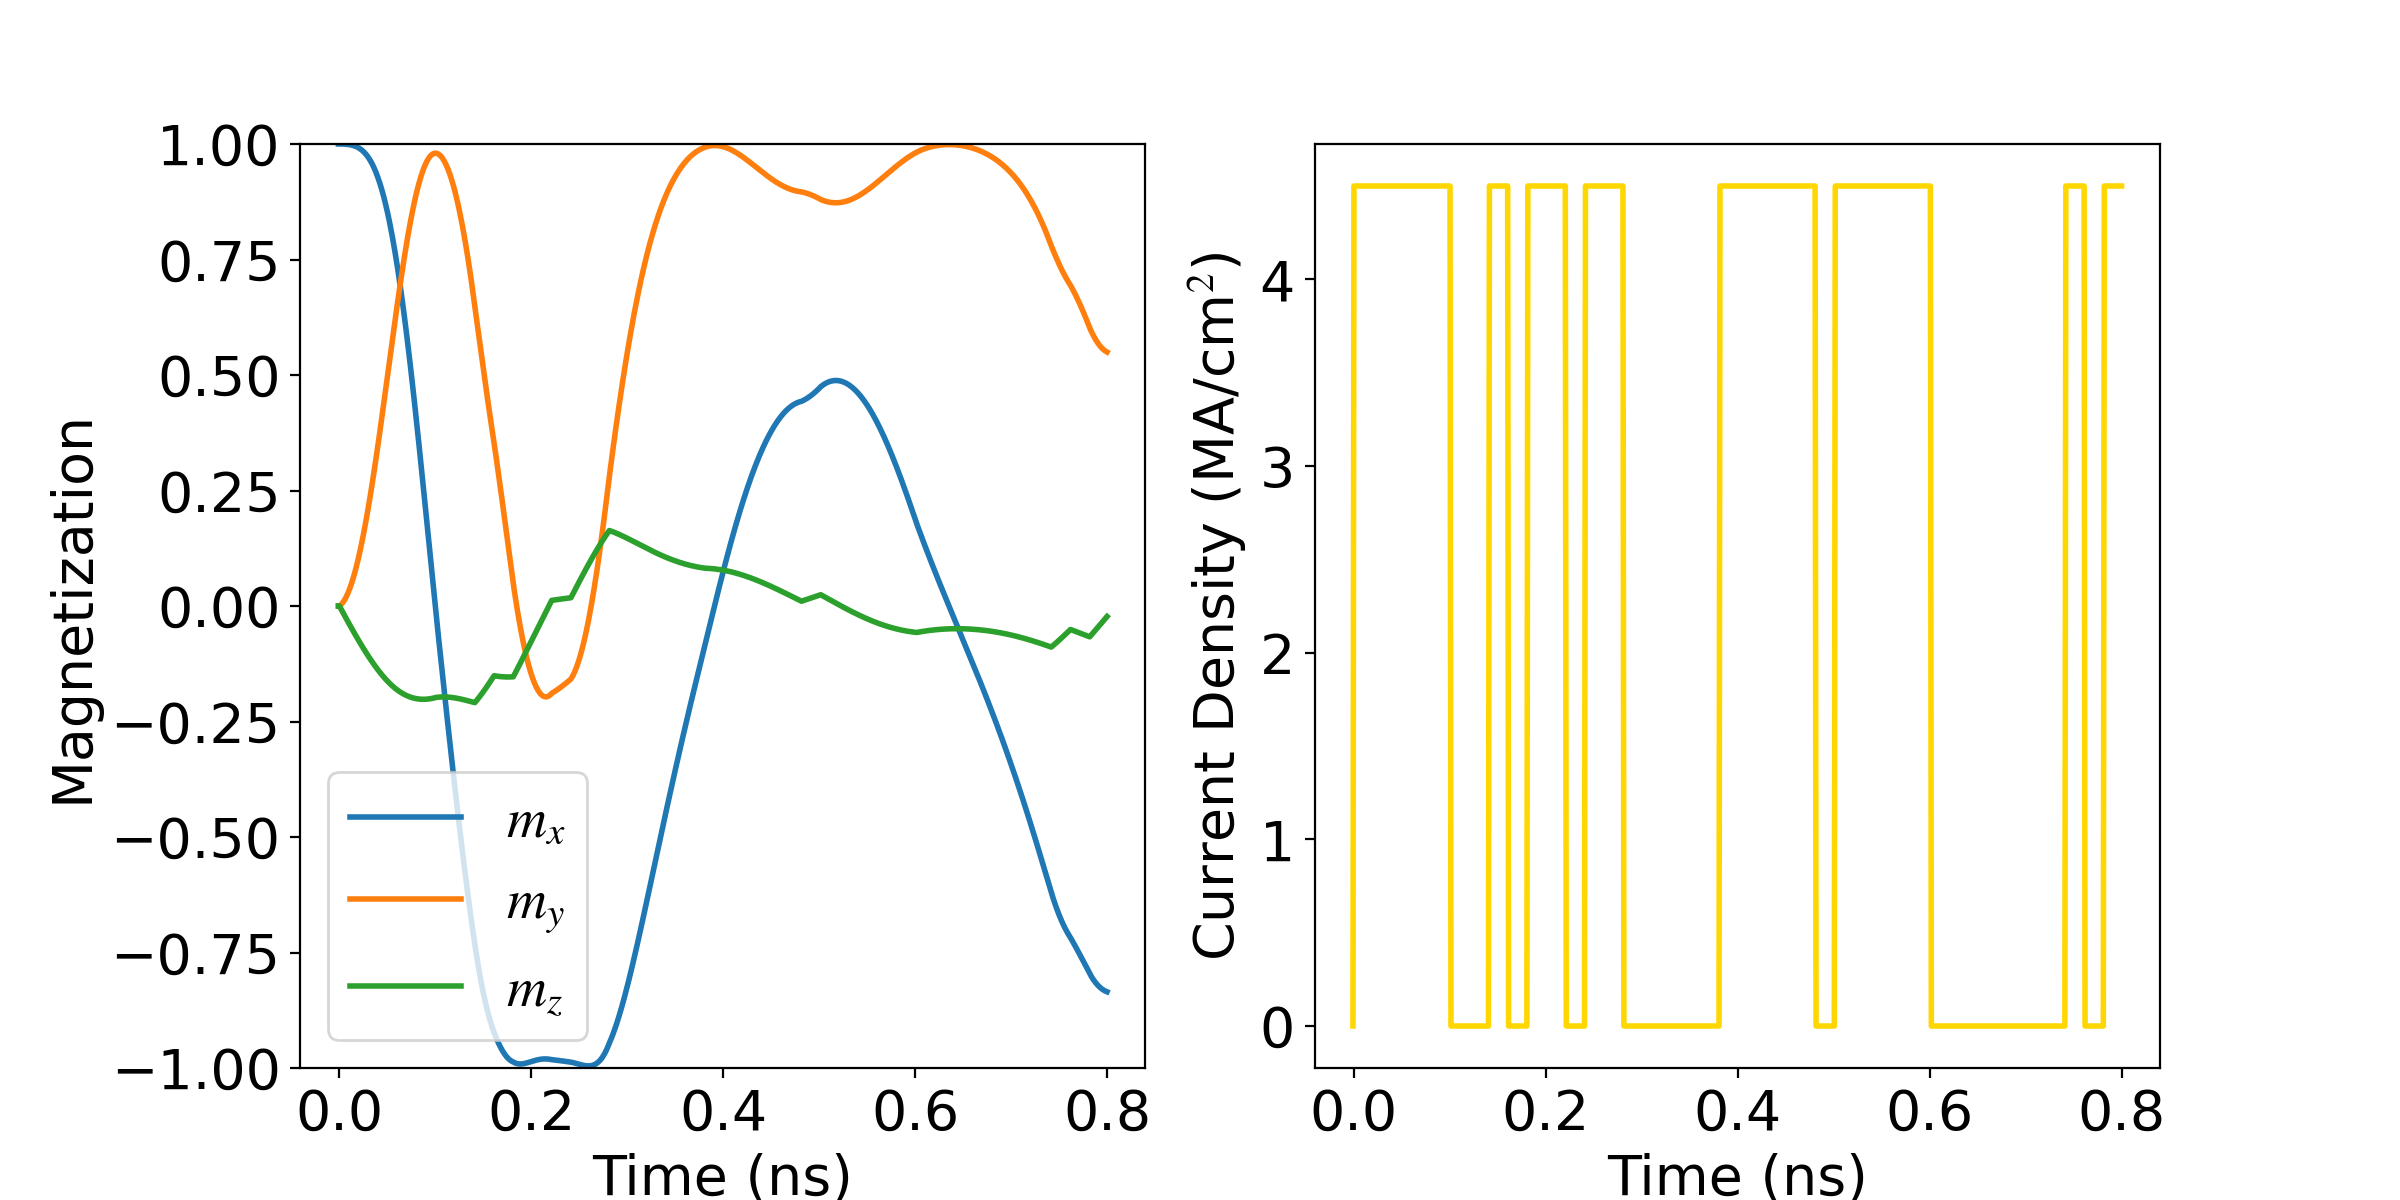 Magnetization
1.00
0.75
0.50
0.25
0.00
−0.25
−0.50
−0.75
−1.00
m_x
m_y
m_z
0.0 0.2 0.4 0.6 0.8
Time (ns)
Current Density (MA/cm²)
4
3
2
1
0
0.0 0.2 0.4 0.6 0.8
Time (ns)